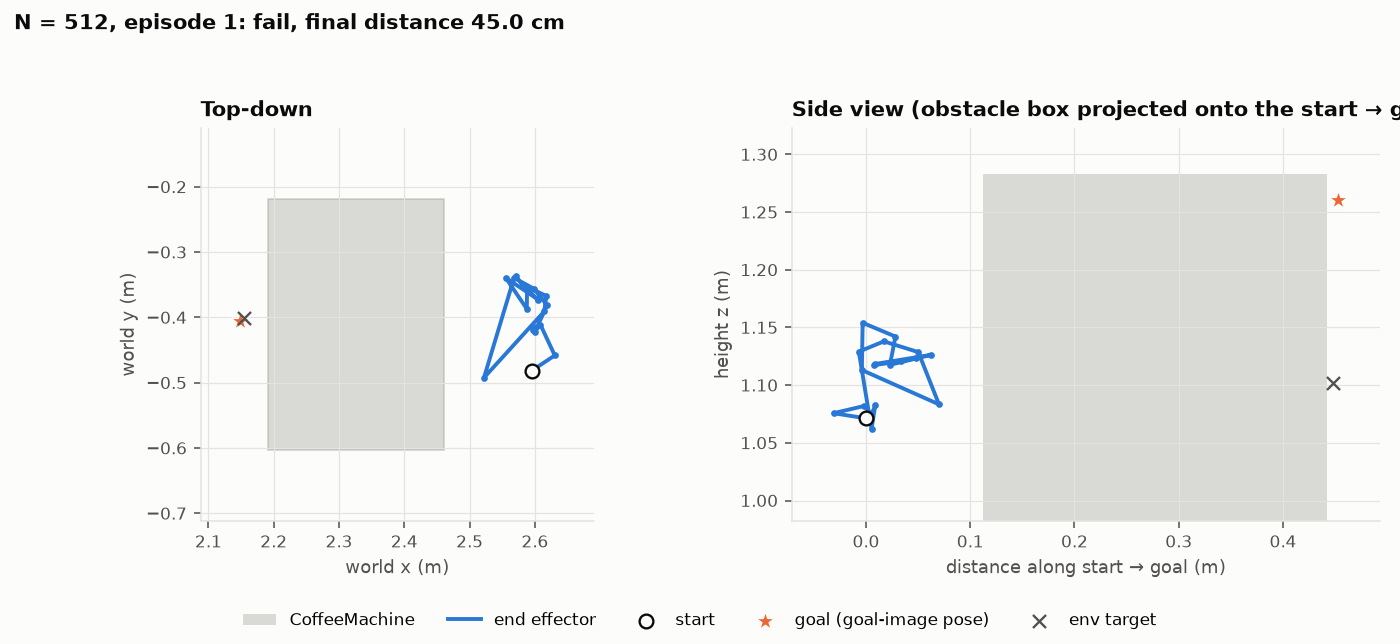 N = 512, episode 1: fail, final distance 45.0 cm
Top-down
−0.2
−0.3
−0.4
−0.5
−0.6
−0.7
world y (m)
2.1 2.2 2.3 2.4 2.5 2.6
world x (m)
Side view (obstacle box projected onto the start → g
1.30
1.25
1.20
1.15
1.10
1.05
1.00
height z (m)
0.0 0.1 0.2 0.3 0.4
distance along start → goal (m)
CoffeeMachine end effector start goal (goal-image pose) env target